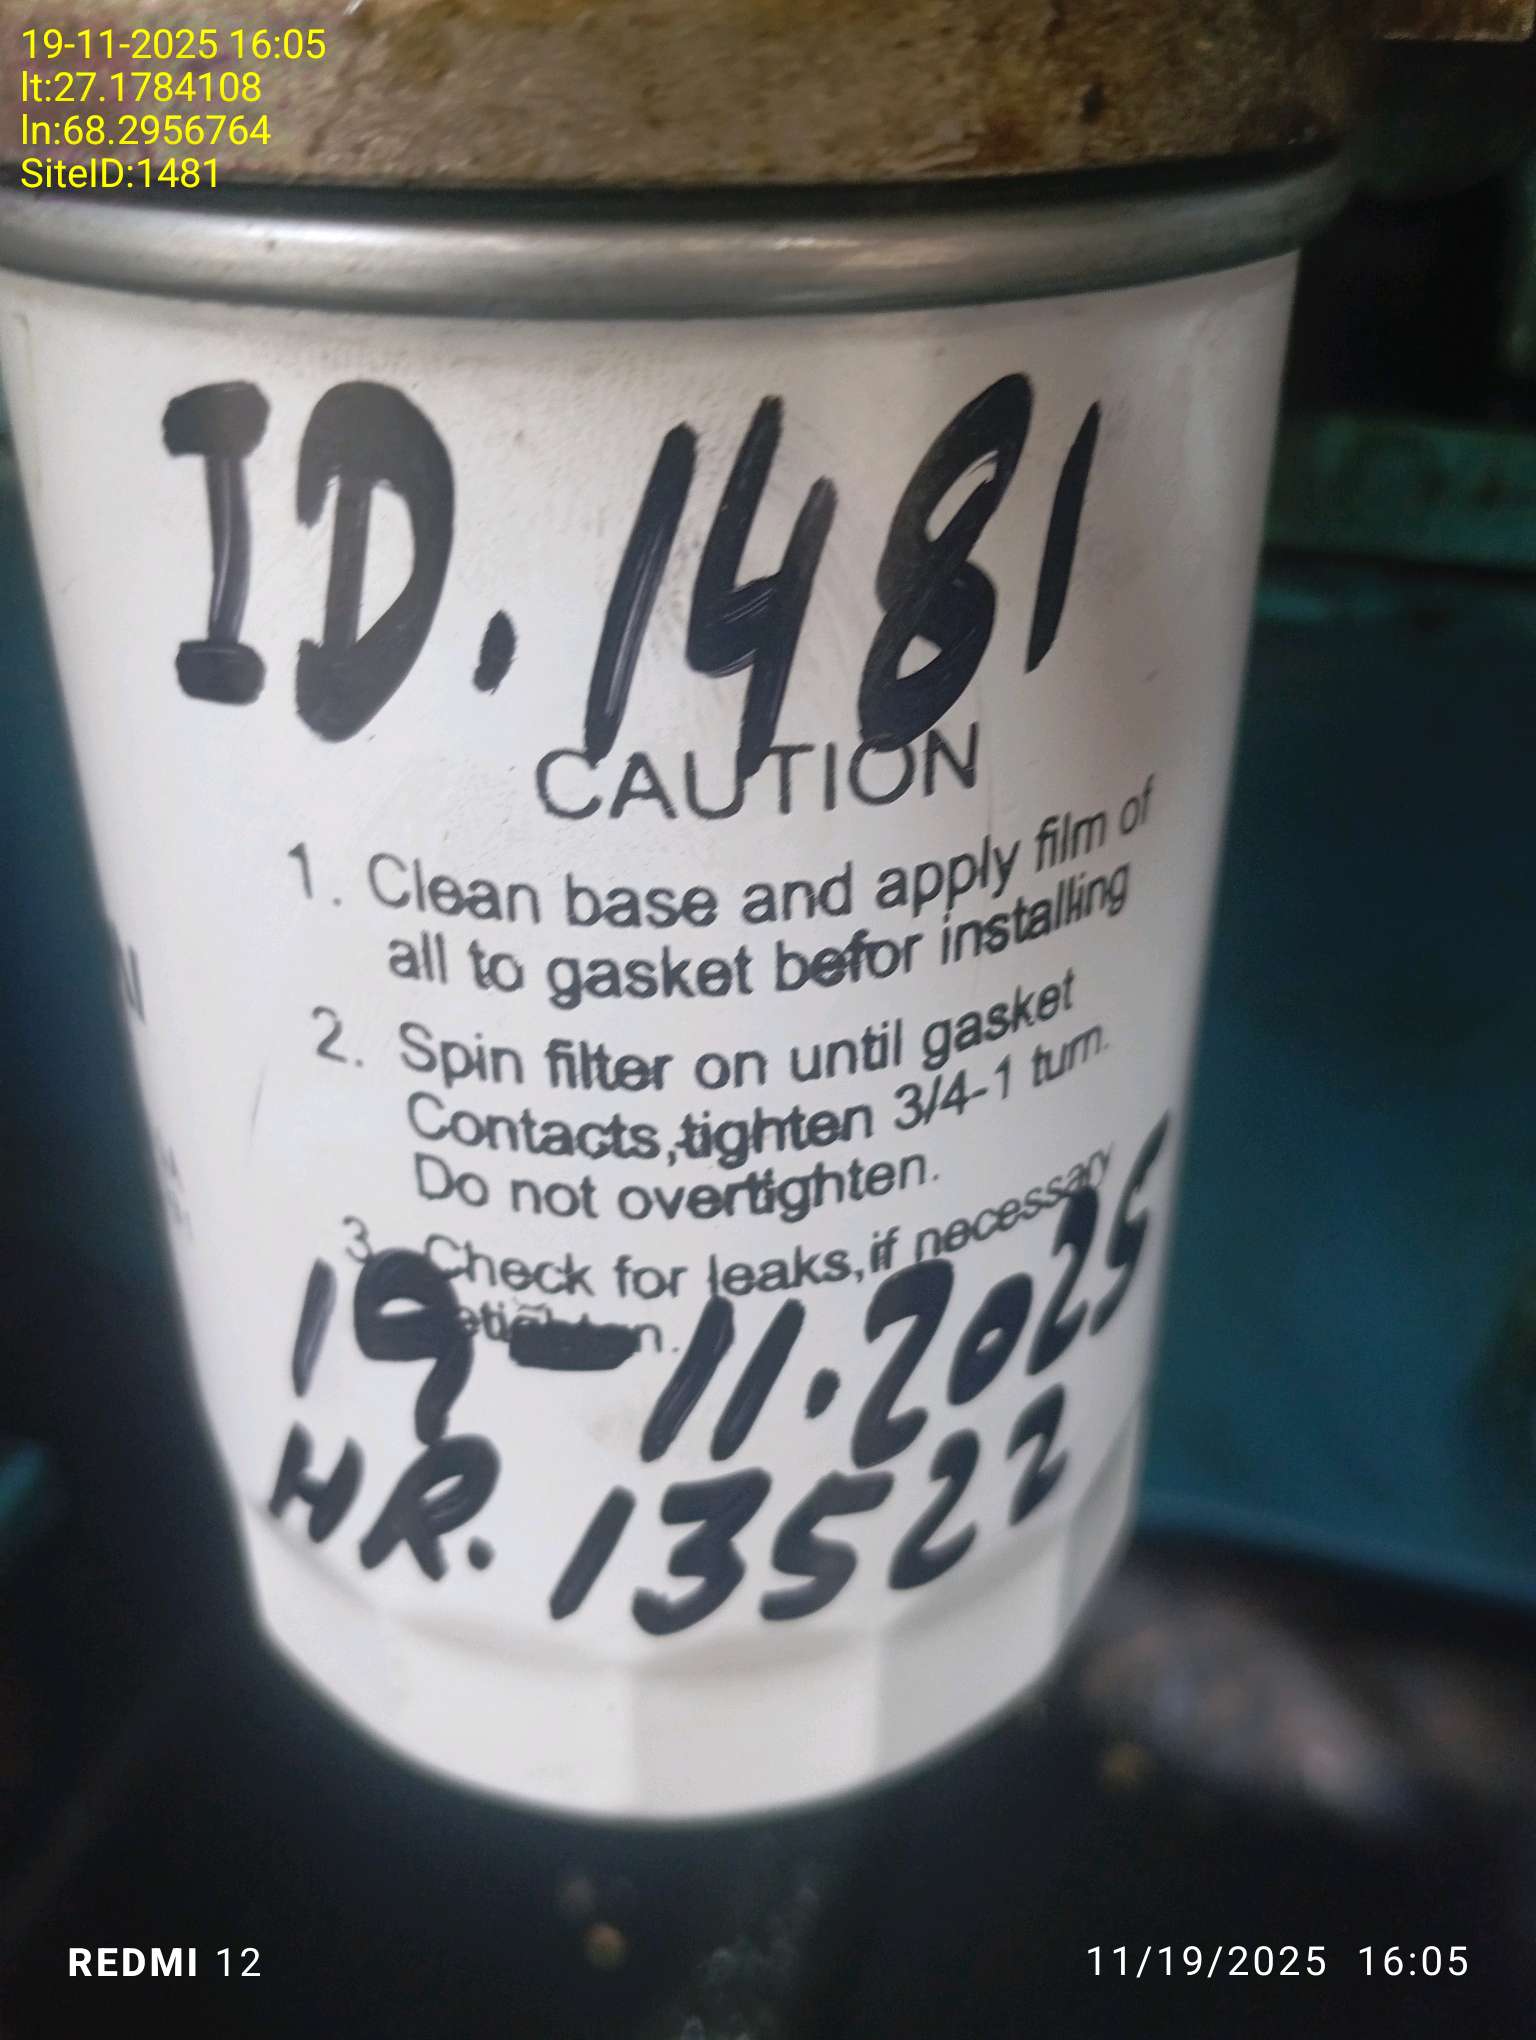 19-11-2025 16:05
lt:27.1784108
ln:68.2956764
SiteID:1481
ID. 1481
CAUTION
1. Clean base and apply film of
all to gasket befor installing
2. Spin filter on until gasket
Contacts,tighten 3/4-1 turn.
Do not overtighten.
3. Check for leaks,if necessary
19-11.2025
HR. 13522
REDMI 12
11/19/2025 16:05